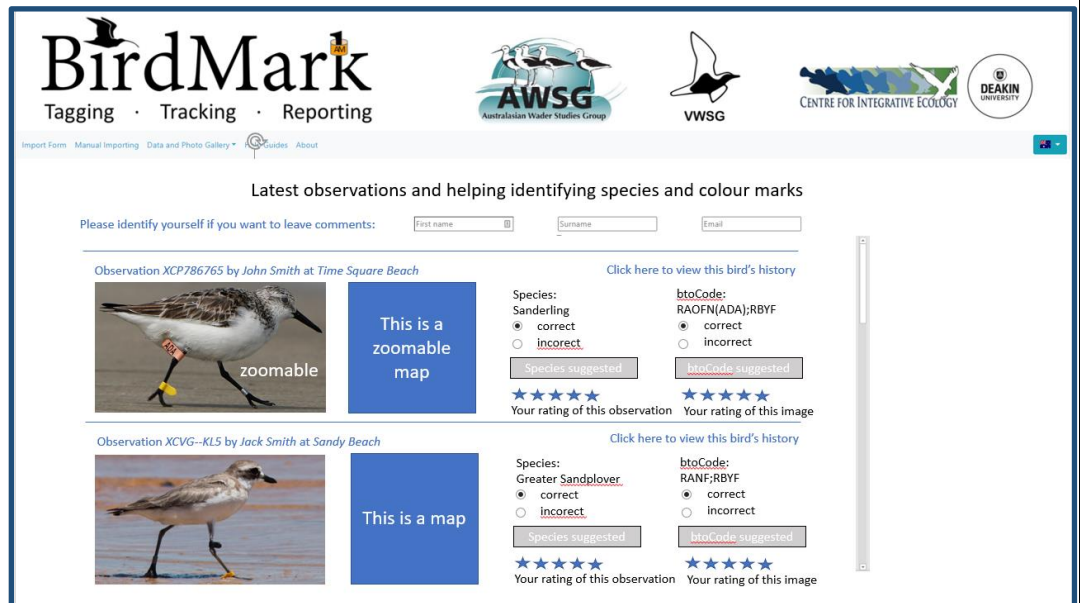 BirdMark
AM
Tagging · Tracking · Reporting
AWSG
Australasian Wader Studies Group
VWSG
CENTRE FOR INTEGRATIVE ECOLOGY
DEAKIN
UNIVERSITY
Import Form Manual Importing Data and Photo Gallery Guides About
Latest observations and helping identifying species and colour marks
Please identify yourself if you want to leave comments: First name Surname Email
Observation XCP786765 by John Smith at Time Square Beach
Click here to view this bird's history
ADA
zoomable
This is a
zoomable
map
Species:
Sanderling
correct
incorect
Species suggested
Your rating of this observation
btoCode:
RAOFN(ADA);RBYF
correct
incorrect
btoCode suggested
Your rating of this image
Observation XCVG--KL5 by Jack Smith at Sandy Beach
Click here to view this bird's history
This is a map
Species:
Greater Sandplover
correct
incorect
Species suggested
Your rating of this observation
btoCode:
RANF;RBYF
correct
incorrect
btoCode suggested
Your rating of this image